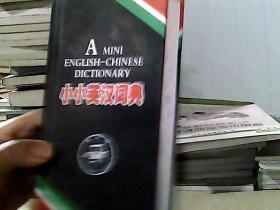 A MINI
ENGLISH-CHINESE
DICTIONARY
小小英汉词典